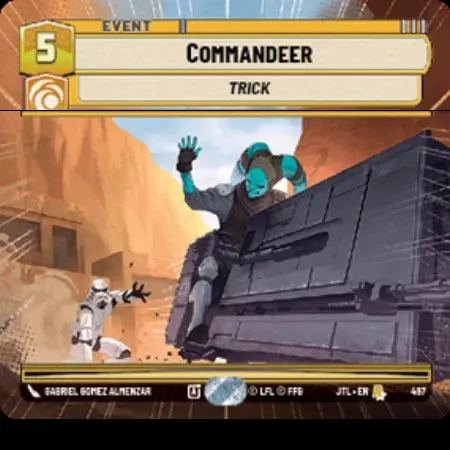 EVENT
5
COMMANDEER
TRICK
GABRIEL GOMEZ ALMENZAR
A
© LFL © FFG
JTL • EN
497